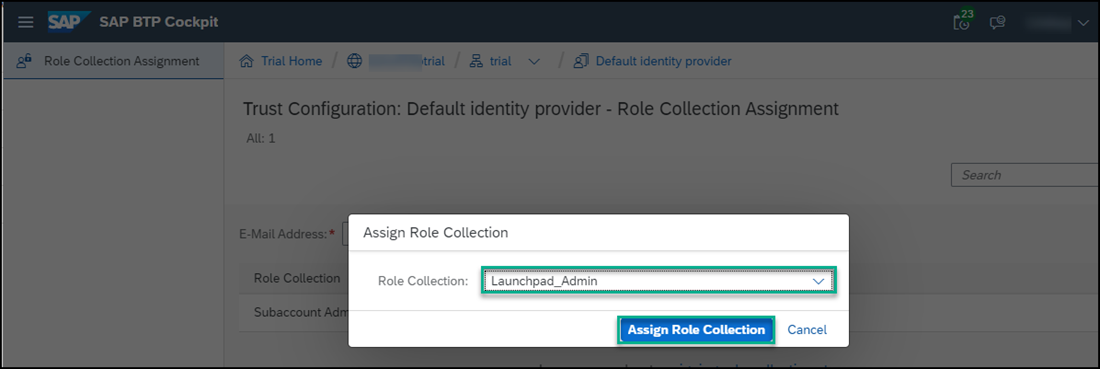 SAP SAP BTP Cockpit 23
Role Collection Assignment Trial Home / trial / trial / Default identity provider
Trust Configuration: Default identity provider - Role Collection Assignment
All: 1
Search
E-Mail Address:*
Assign Role Collection
Role Collection
Role Collection: Launchpad_Admin
Subaccount Adm
Assign Role Collection Cancel